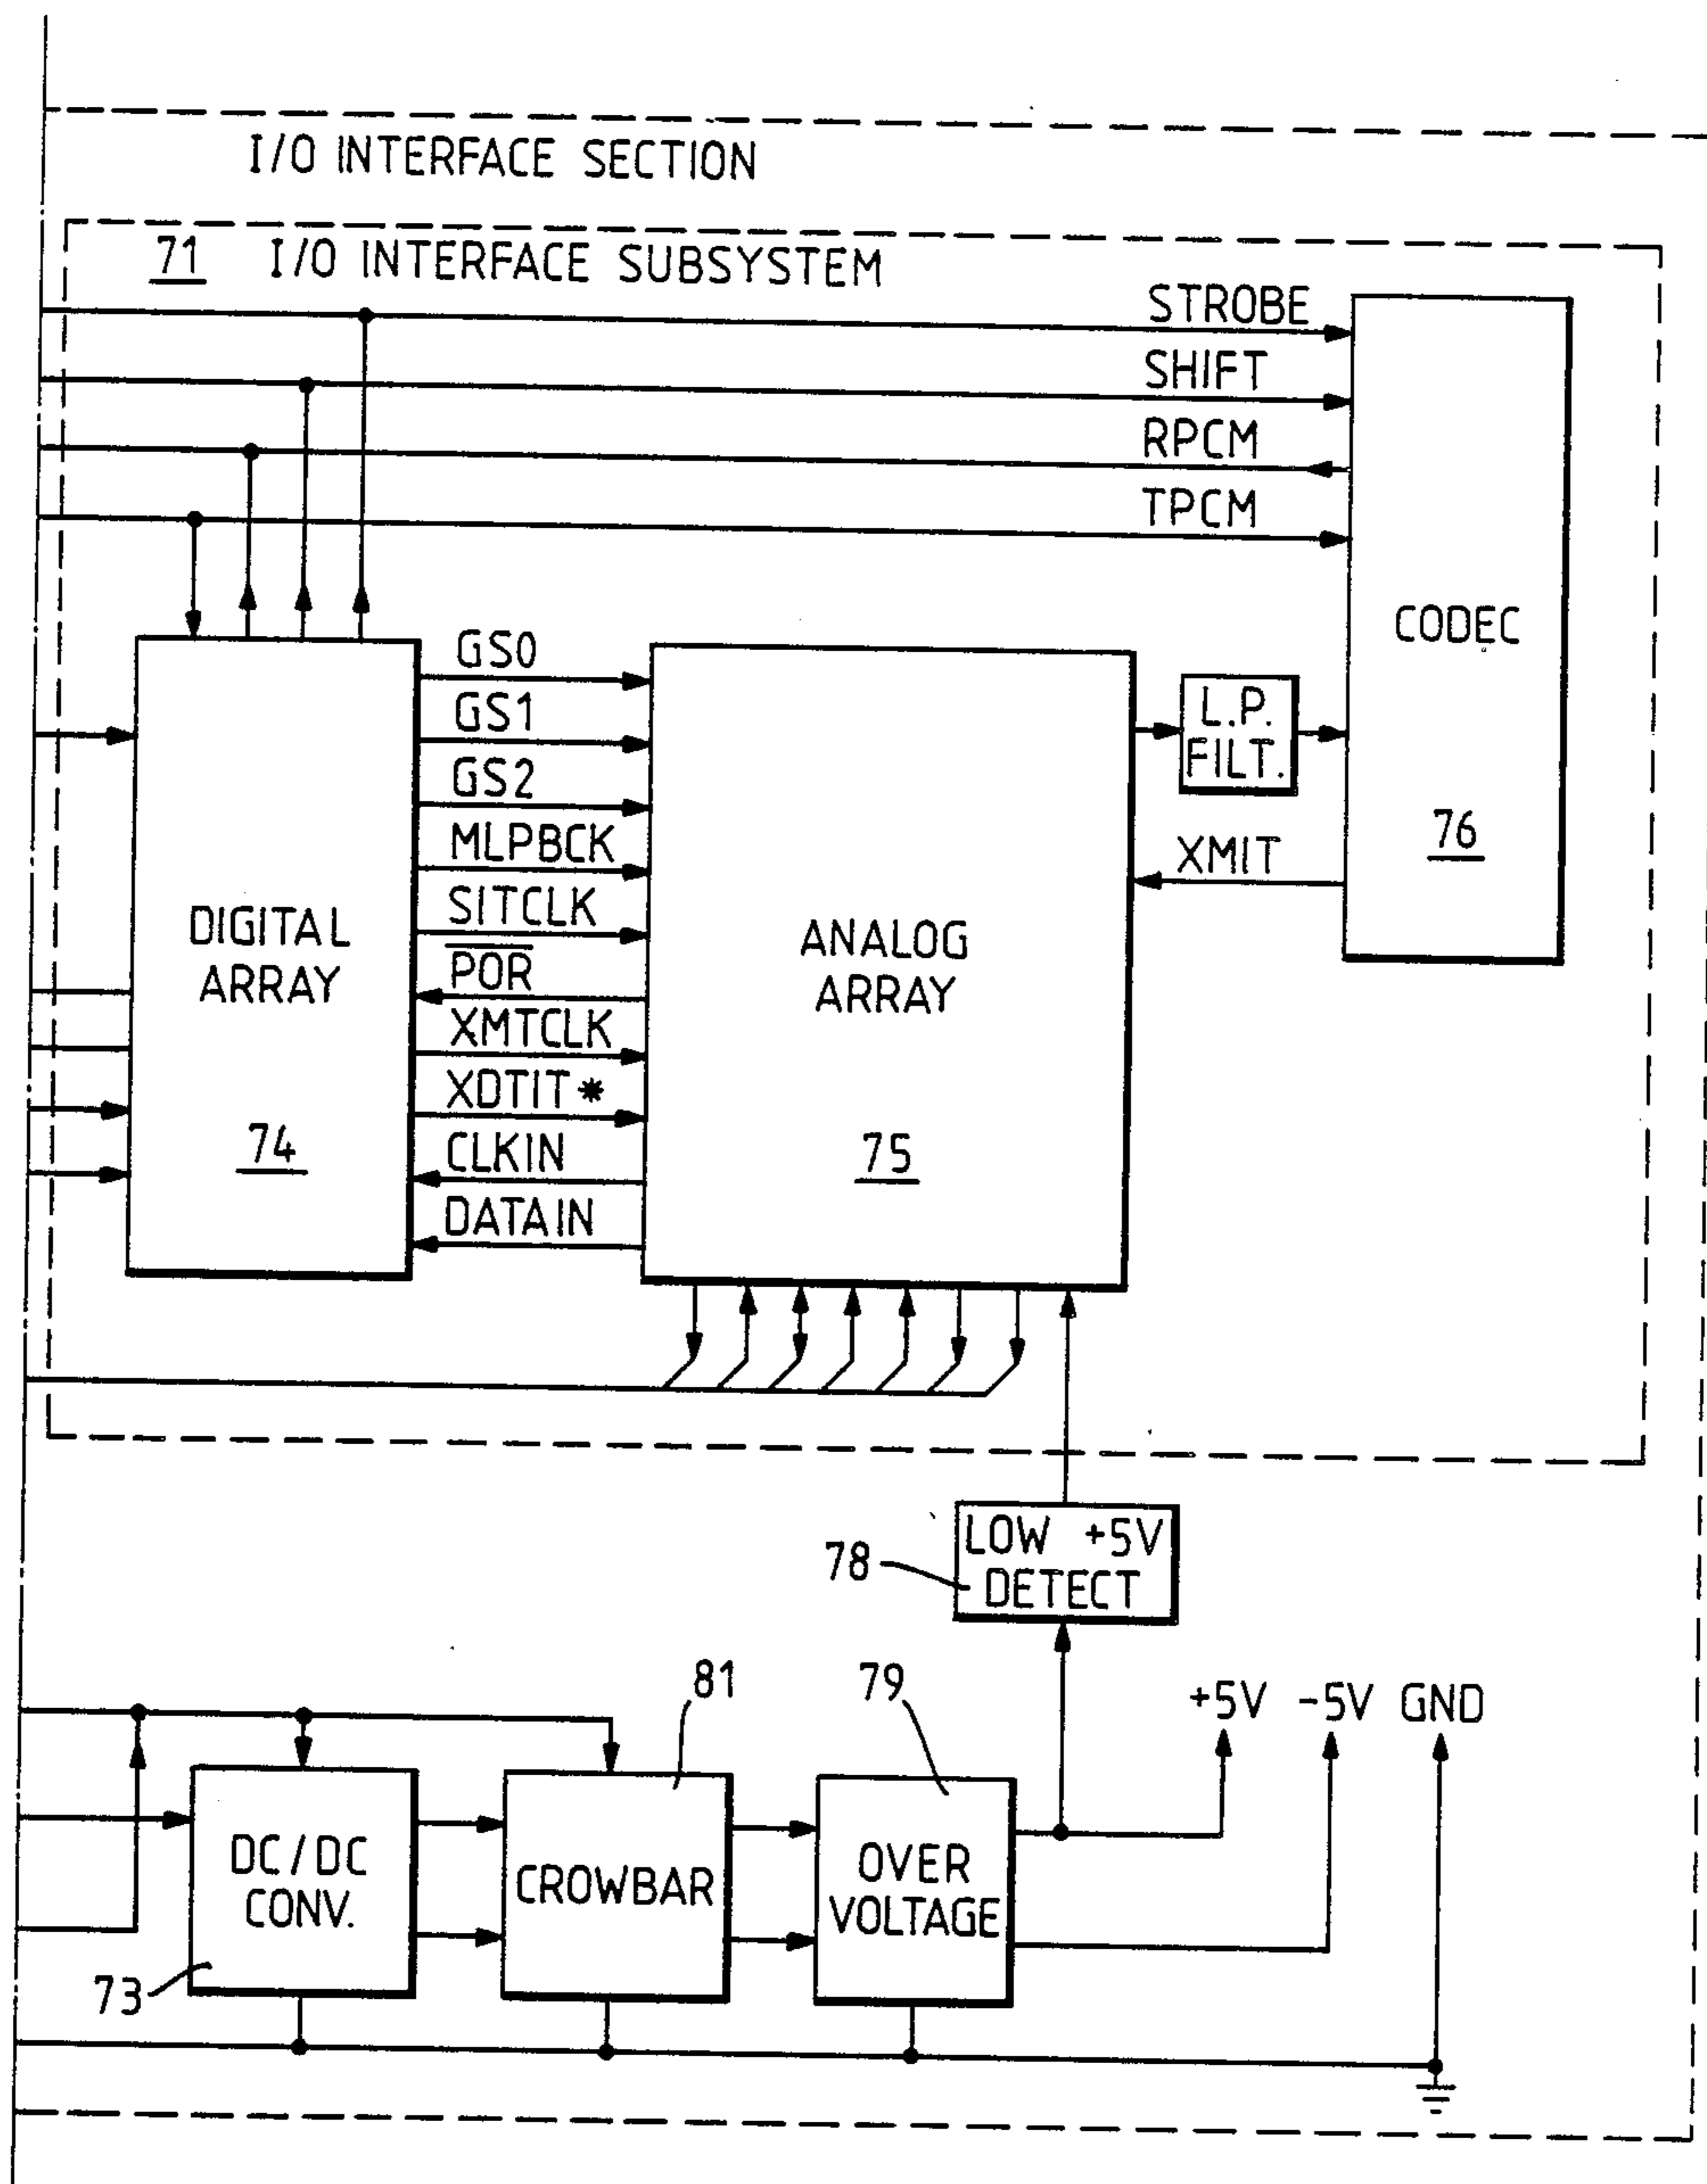 I/O INTERFACE SECTION
71 I/O INTERFACE SUBSYSTEM
STROBE
SHIFT
RPCM
TPCM
CODEC
76
GS0
GS1
GS2
MLPBCK
SITCLK
POR
XMTCLK
XDTIT*
CLKIN
DATAIN
DIGITAL
ARRAY
74
ANALOG
ARRAY
75
L.P.
FILT.
XMIT
LOW +5V
DETECT
78
81
79
+5V -5V GND
DC/DC
CONV.
73
CROWBAR
OVER
VOLTAGE